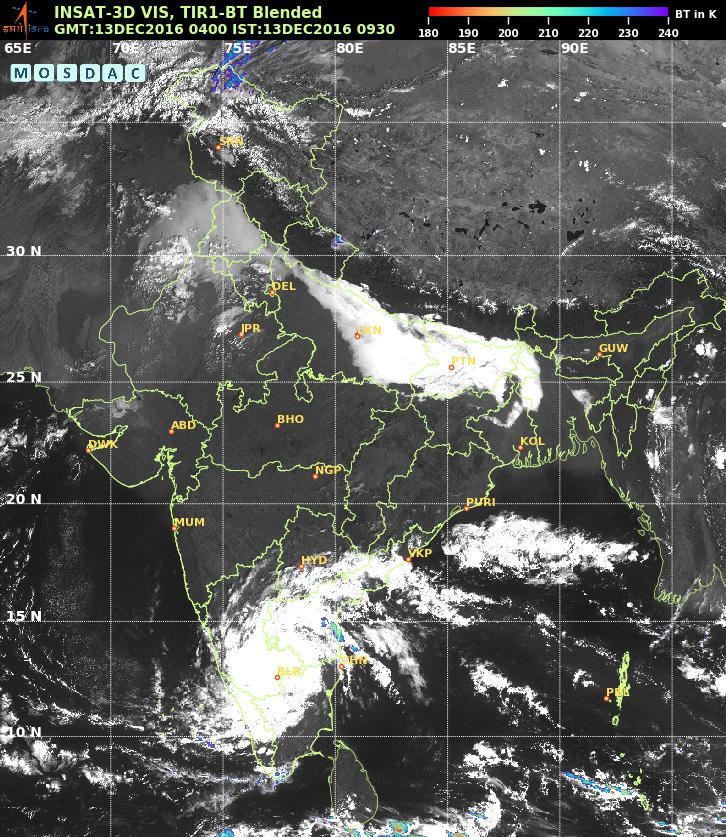 INSAT-3D VIS, TIR1-BT Blended
GMT:13DEC2016 0400 IST:13DEC2016 0930
BT in K
180 190 200 210 220 230 240
65E 70E 75E 80E 85E 90E
MOSDAC
SRN
30 N
DEL
JPR
LKN
GUW
PTN
25 N
ABD
BHO
DWK
KOL
NGP
20 N
PURI
MUM
VKP
HYD
15 N
CHN
BLR
PBL
10 N